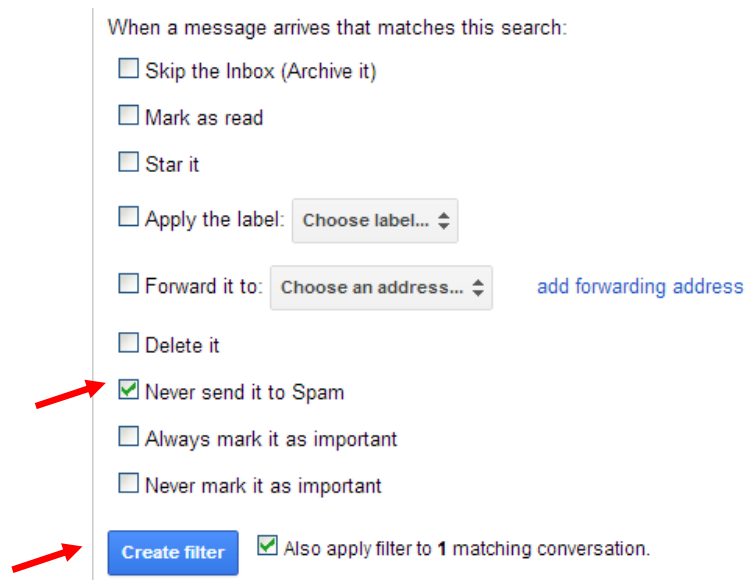 When a message arrives that matches this search:
Skip the Inbox (Archive it)
Mark as read
Star it
Apply the label: Choose label...
Forward it to: Choose an address... add forwarding address
Delete it
Never send it to Spam
Always mark it as important
Never mark it as important
Create filter Also apply filter to 1 matching conversation.